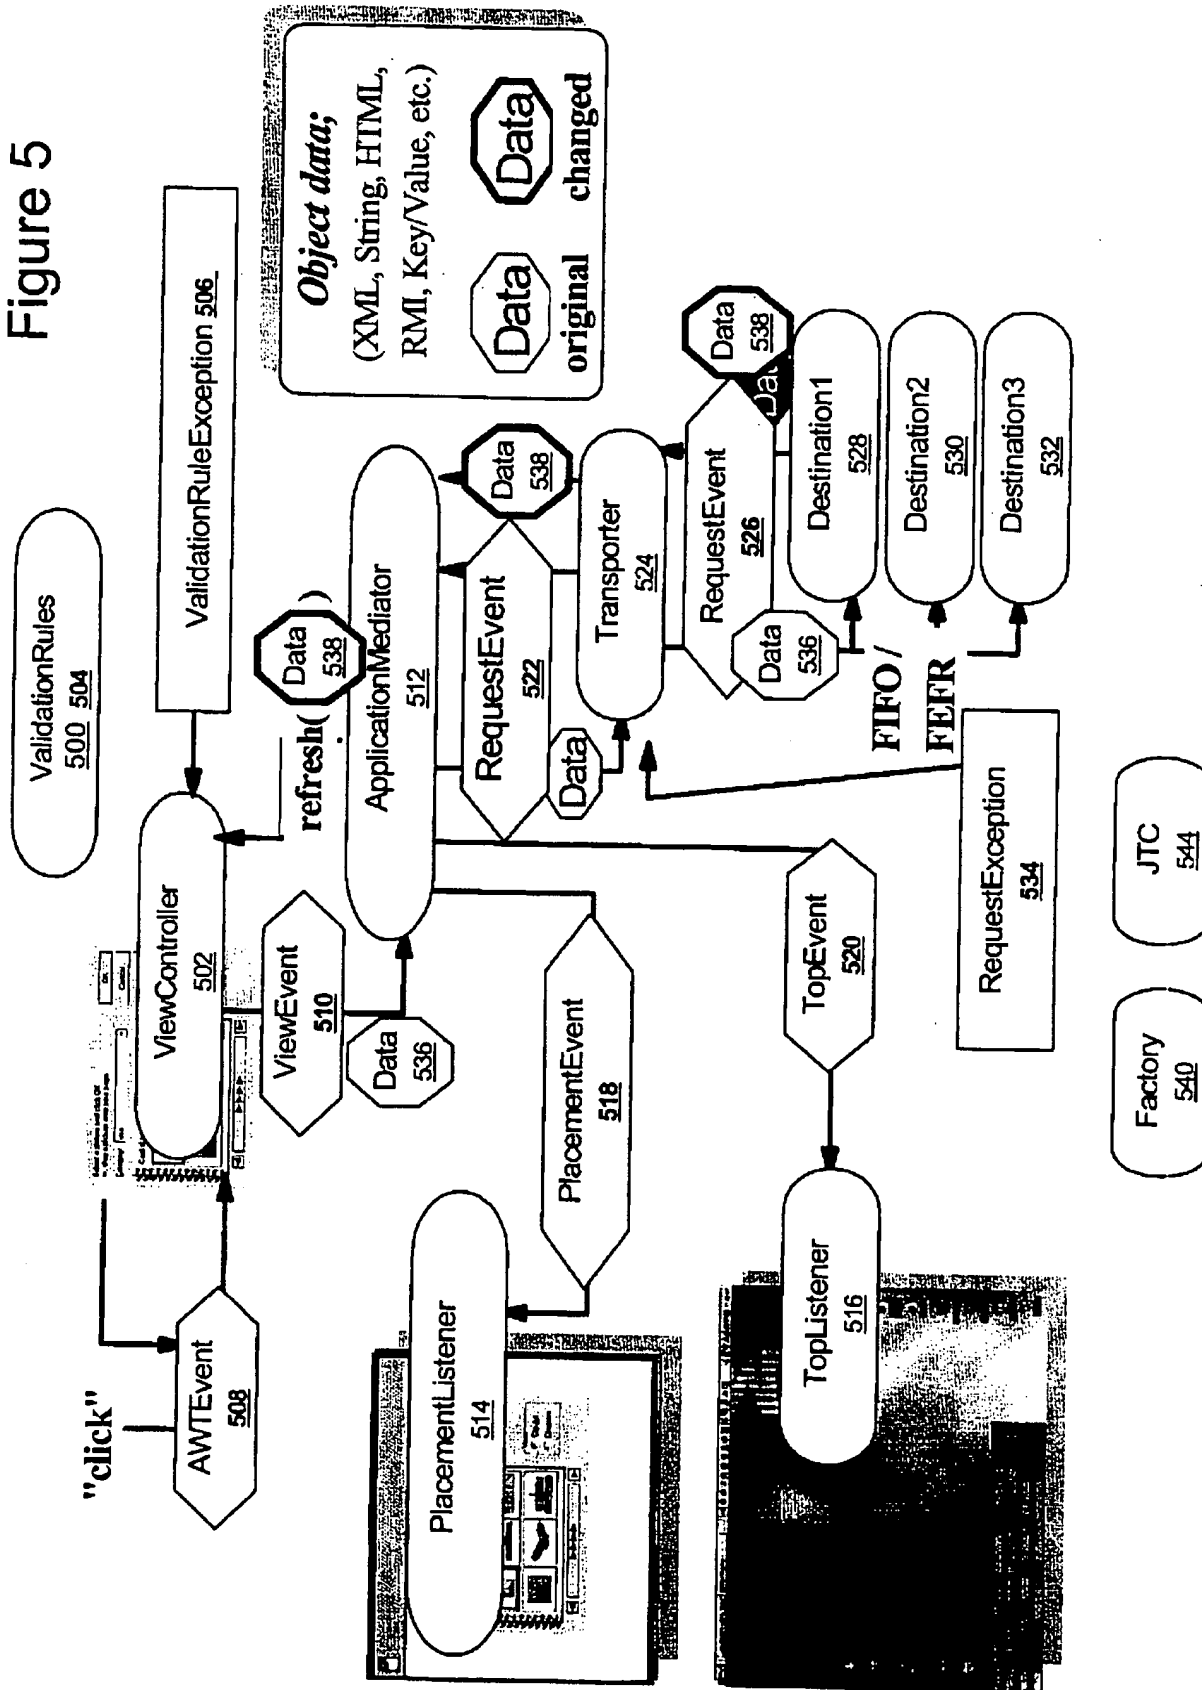 Figure 5
"click"
AWTEvent
508
ValidationRules
500 504
ViewController
502
ValidationRuleException 506
ViewEvent
510
Data
536
refresh( )
Data
538
ApplicationMediator
512
Object data;
(XML, String, HTML,
RMI, Key/Value, etc.)
Data
original
Data
changed
PlacementListener
514
PlacementEvent
518
RequestEvent
522
Data
Data
538
Transporter
524
RequestEvent
526
Data
536
Data
538
Data
TopListener
516
TopEvent
520
FIFO /
FEFR
Destination1
528
Destination2
530
Destination3
532
RequestException
534
Factory
540
JTC
544